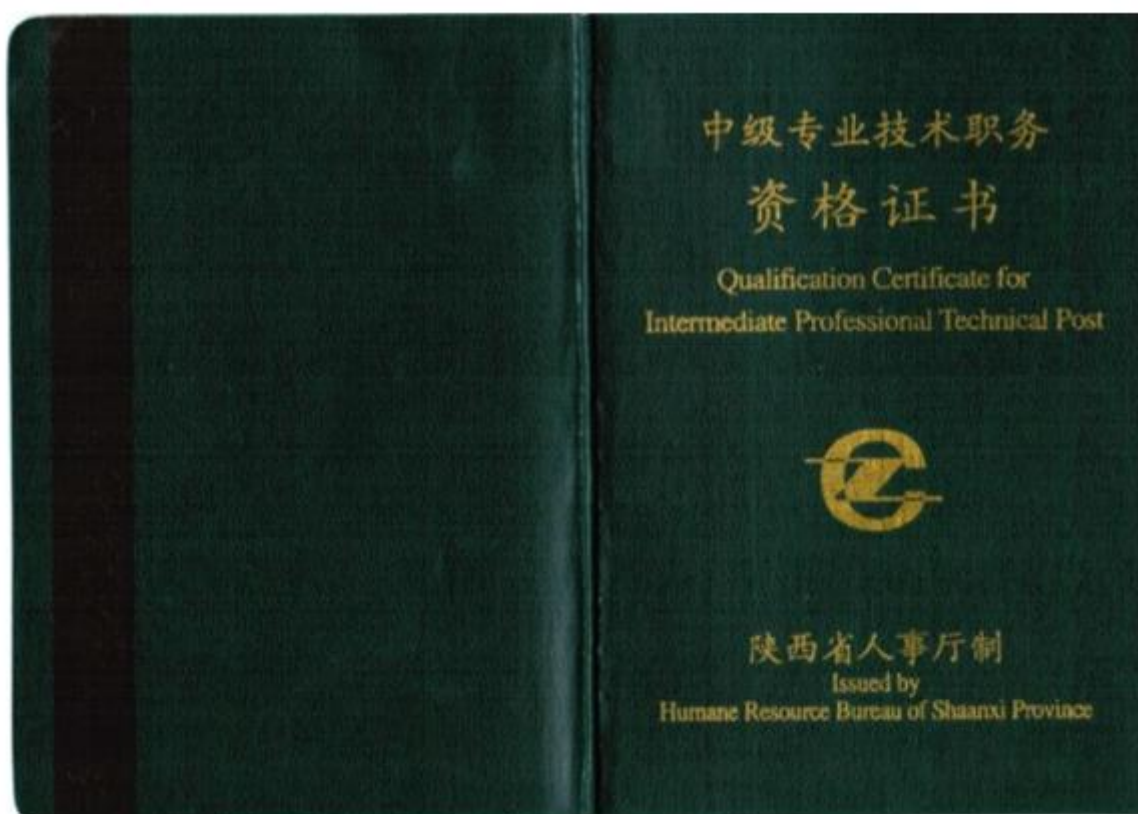 中级专业技术职务
资格证书
Qualification Certificate for
Intermediate Professional Technical Post
陕西省人事厅制
Issued by
Humane Resource Bureau of Shaanxi Province